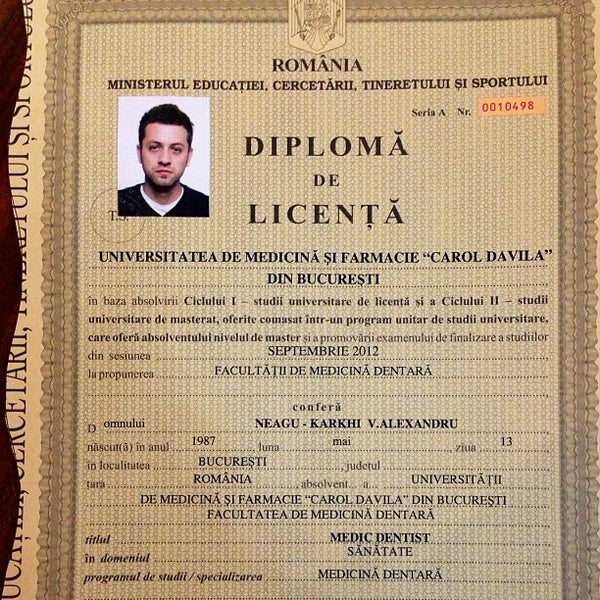 ROMÂNIA
MINISTERUL EDUCAȚIEI, CERCETĂRII, TINERETULUI ȘI SPORTULUI
Seria A Nr. 0010498
DIPLOMĂ
DE
LICENȚĂ
T.S.
UNIVERSITATEA DE MEDICINĂ ȘI FARMACIE “CAROL DAVILA”
DIN BUCUREȘTI
în baza absolvirii Ciclului I – studii universitare de licență și a Ciclului II – studii
universitare de masterat, oferite comasat într-un program unitar de studii universitare,
care oferă absolventului nivelul de master și a promovării examenului de finalizare a studiilor
din sesiunea SEPTEMBRIE 2012
la propunerea FACULTĂȚII DE MEDICINĂ DENTARĂ
conferă
Domnului NEAGU - KARKHI V.ALEXANDRU
născut(ă) în anul 1987 luna mai ziua 13
în localitatea BUCUREȘTI, județul
țara ROMÂNIA, absolvent a UNIVERSITĂȚII
DE MEDICINĂ ȘI FARMACIE “CAROL DAVILA” DIN BUCUREȘTI
FACULTATEA DE MEDICINĂ DENTARĂ
titlul MEDIC DENTIST
în domeniul SĂNĂTATE
programul de studii / specializarea MEDICINĂ DENTARĂ